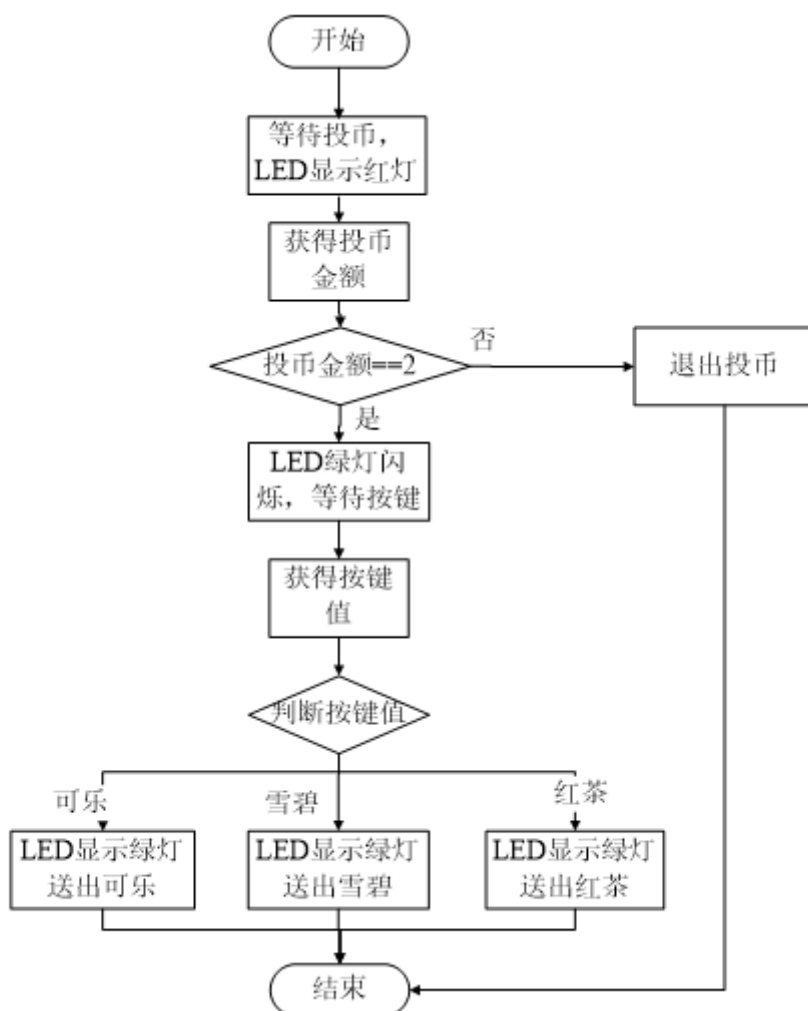 开始
等待投币，
LED显示红灯
获得投币
金额
投币金额==2
否
退出投币
是
LED绿灯闪
烁，等待按键
获得按键
值
判断按键值
可乐
雪碧
红茶
LED显示绿灯
送出可乐
LED显示绿灯
送出雪碧
LED显示绿灯
送出红茶
结束